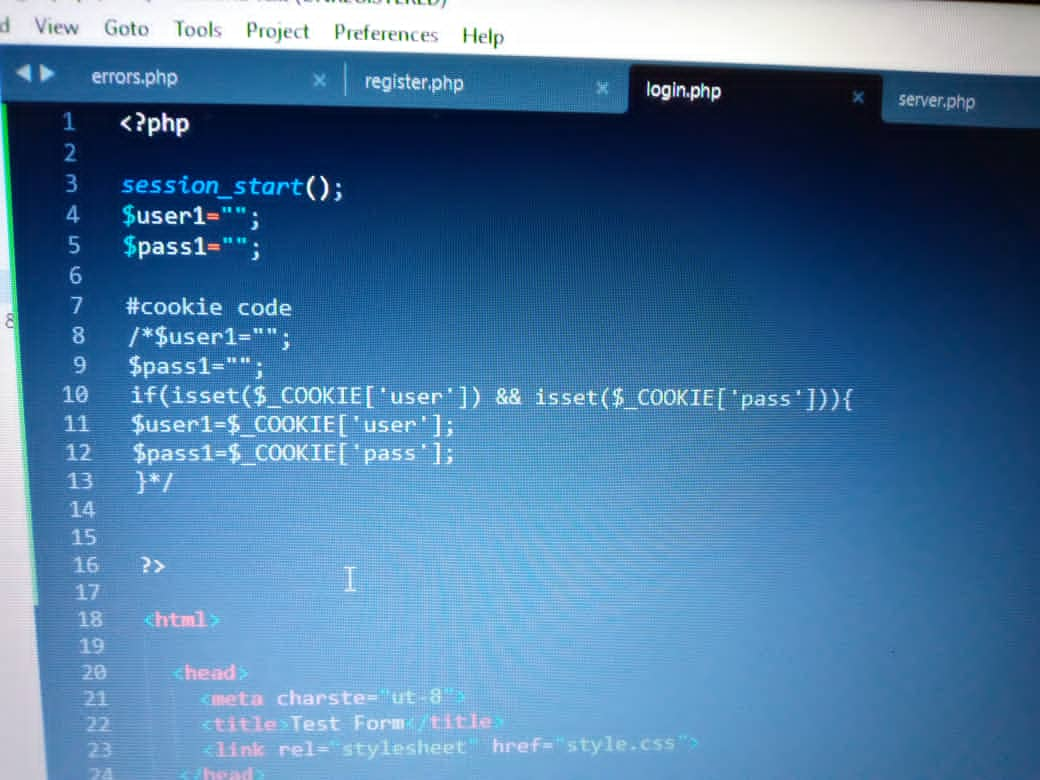 d View Goto Tools Project Preferences Help
errors.php × register.php × login.php × server.php
1 <?php
2
3 session_start();
4 $user1="";
5 $pass1="";
6
7 #cookie code
8 /*$user1="";
9 $pass1="";
10 if(isset($_COOKIE['user']) && isset($_COOKIE['pass'])){
11 $user1=$_COOKIE['user'];
12 $pass1=$_COOKIE['pass'];
13 }*/
14
15
16 ?>
17
18 <html>
19
20 <head>
21 <meta charste="ut-8">
22 <title>Test Form</title>
23 <link rel="stylesheet" href="style.css">
24 </head>